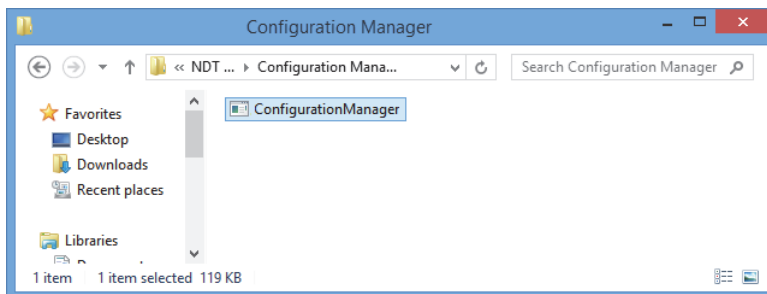 Configuration Manager
« NDT ... ▸ Configuration Mana...
Search Configuration Manager
Favorites
ConfigurationManager
Desktop
Downloads
Recent places
Libraries
1 item 1 item selected 119 KB